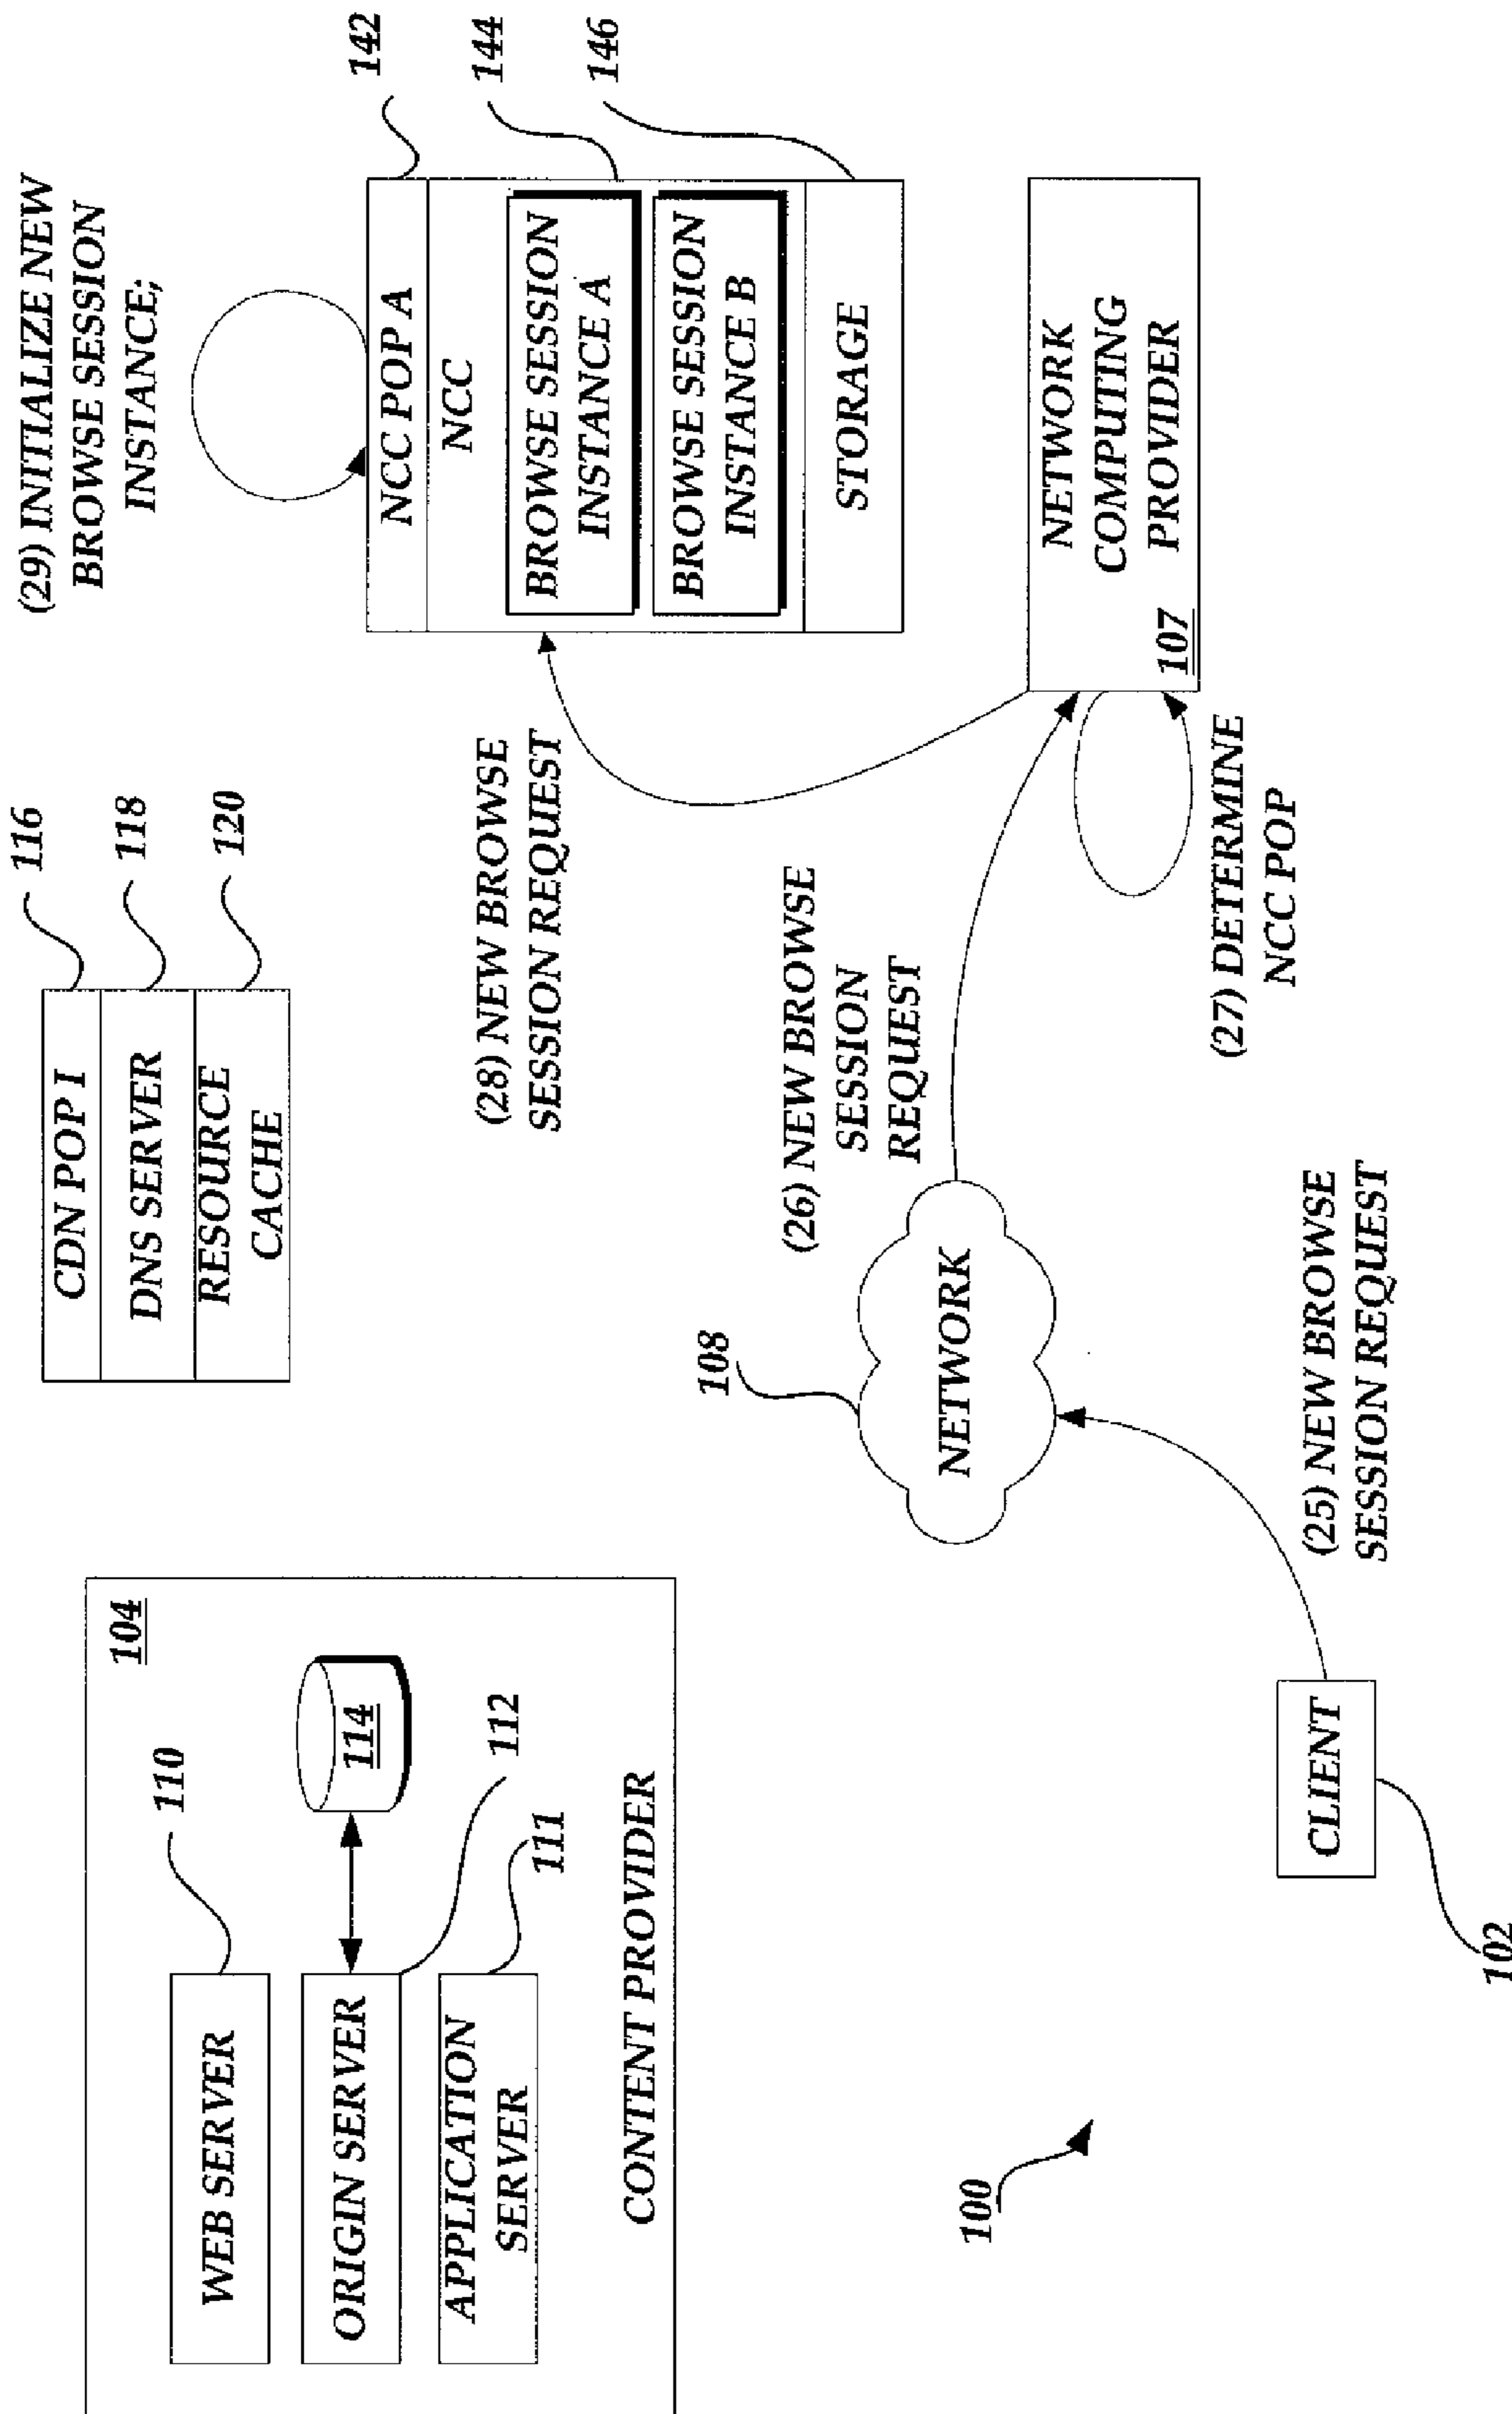 104
WEB SERVER
110
ORIGIN SERVER
114
112
APPLICATION
SERVER
111
CONTENT PROVIDER
CDN POP I
116
DNS SERVER
118
RESOURCE
CACHE
120
(29) INITIALIZE NEW
BROWSE SESSION
INSTANCE;
NCC POP A
142
NCC
BROWSE SESSION
INSTANCE A
144
BROWSE SESSION
INSTANCE B
STORAGE
146
(28) NEW BROWSE
SESSION REQUEST
108
NETWORK
(26) NEW BROWSE
SESSION
REQUEST
NETWORK
COMPUTING
PROVIDER
107
(27) DETERMINE
NCC POP
(25) NEW BROWSE
SESSION REQUEST
CLIENT
102
100